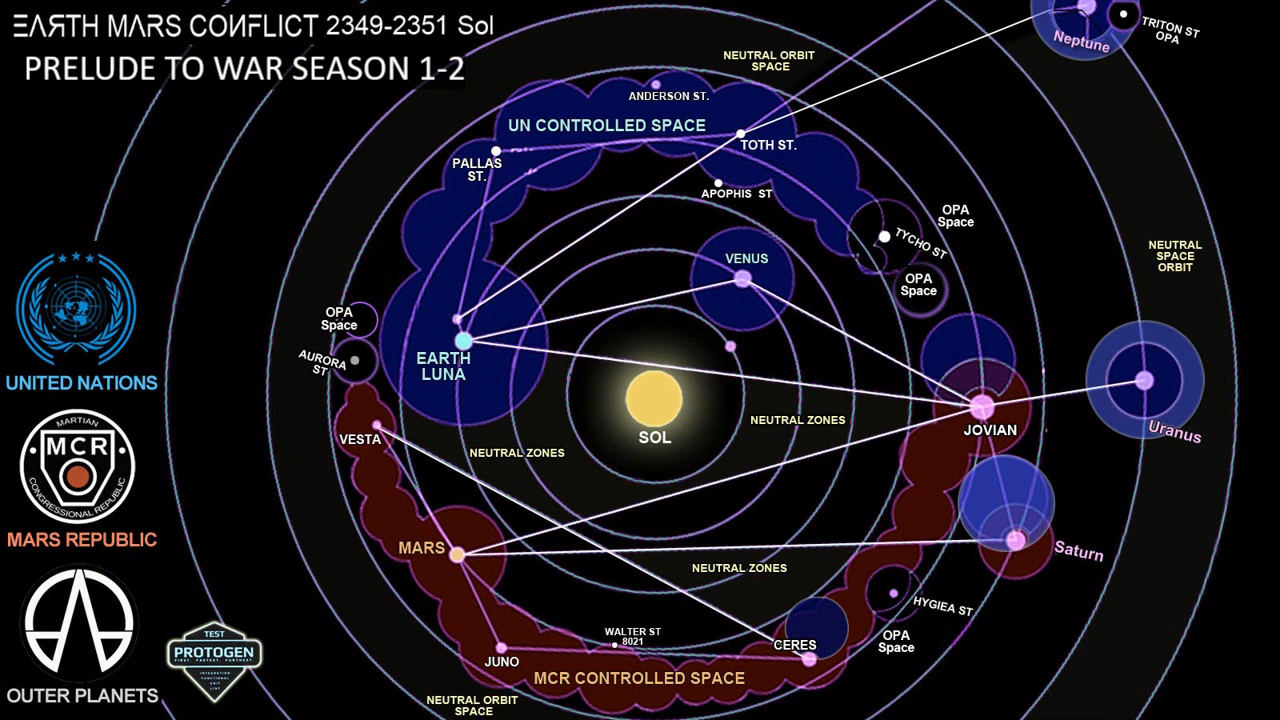 EARTH MARS CONFLICT 2349-2351 Sol
PRELUDE TO WAR SEASON 1-2
NEUTRAL ORBIT
SPACE
Neptune
TRITON ST
OPA
ANDERSON ST.
UN CONTROLLED SPACE
TOTH ST.
PALLAS
ST.
APOPHIS ST
OPA
Space
TYCHO ST
NEUTRAL
SPACE
ORBIT
VENUS
OPA
Space
OPA
Space
AURORA
ST
EARTH
LUNA
UNITED NATIONS
SOL
NEUTRAL ZONES
NEUTRAL ZONES
JOVIAN
Uranus
VESTA
MARTIAN
MCR
CONGRESSIONAL REPUBLIC
MARS REPUBLIC
MARS
Saturn
NEUTRAL ZONES
HYGIEA ST
OPA
Space
WALTER ST
8021
CERES
JUNO
MCR CONTROLLED SPACE
NEUTRAL ORBIT
SPACE
TEST
PROTOGEN
FIRST. FASTEST. FURTHEST.
OUTER PLANETS